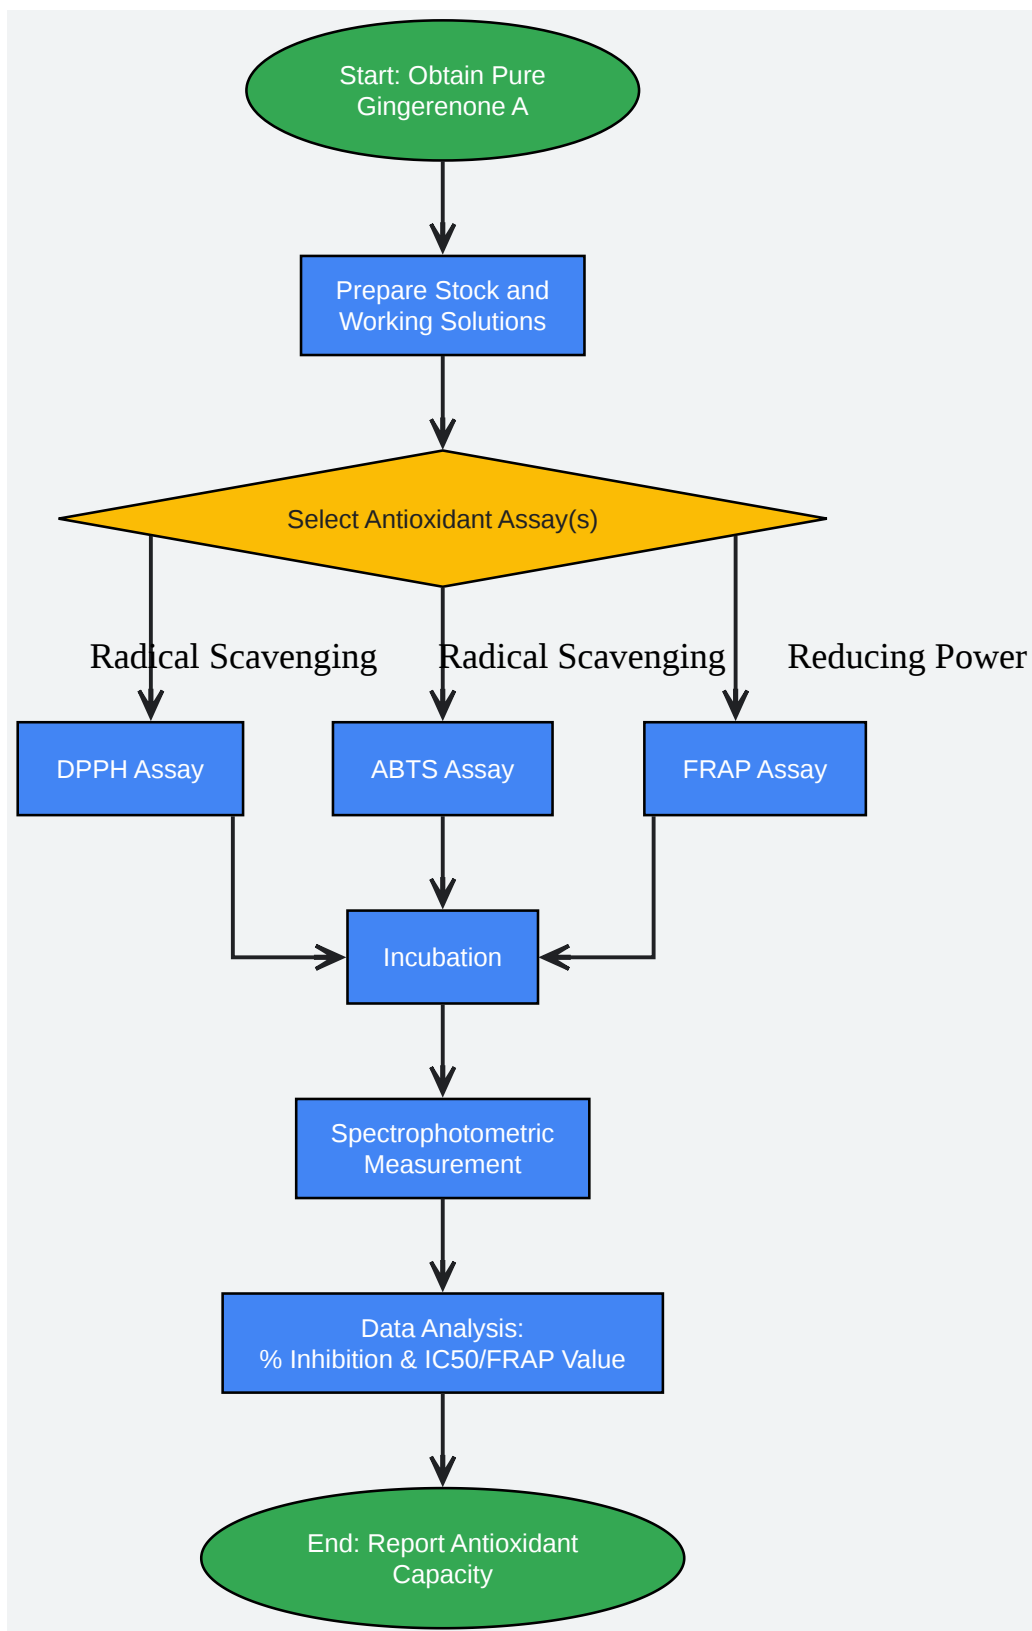 Start: Obtain Pure
Gingerenone A
Prepare Stock and
Working Solutions
Select Antioxidant Assay(s)
Radical Scavenging
Radical Scavenging
Reducing Power
DPPH Assay
ABTS Assay
FRAP Assay
Incubation
Spectrophotometric
Measurement
Data Analysis:
% Inhibition & IC50/FRAP Value
End: Report Antioxidant
Capacity